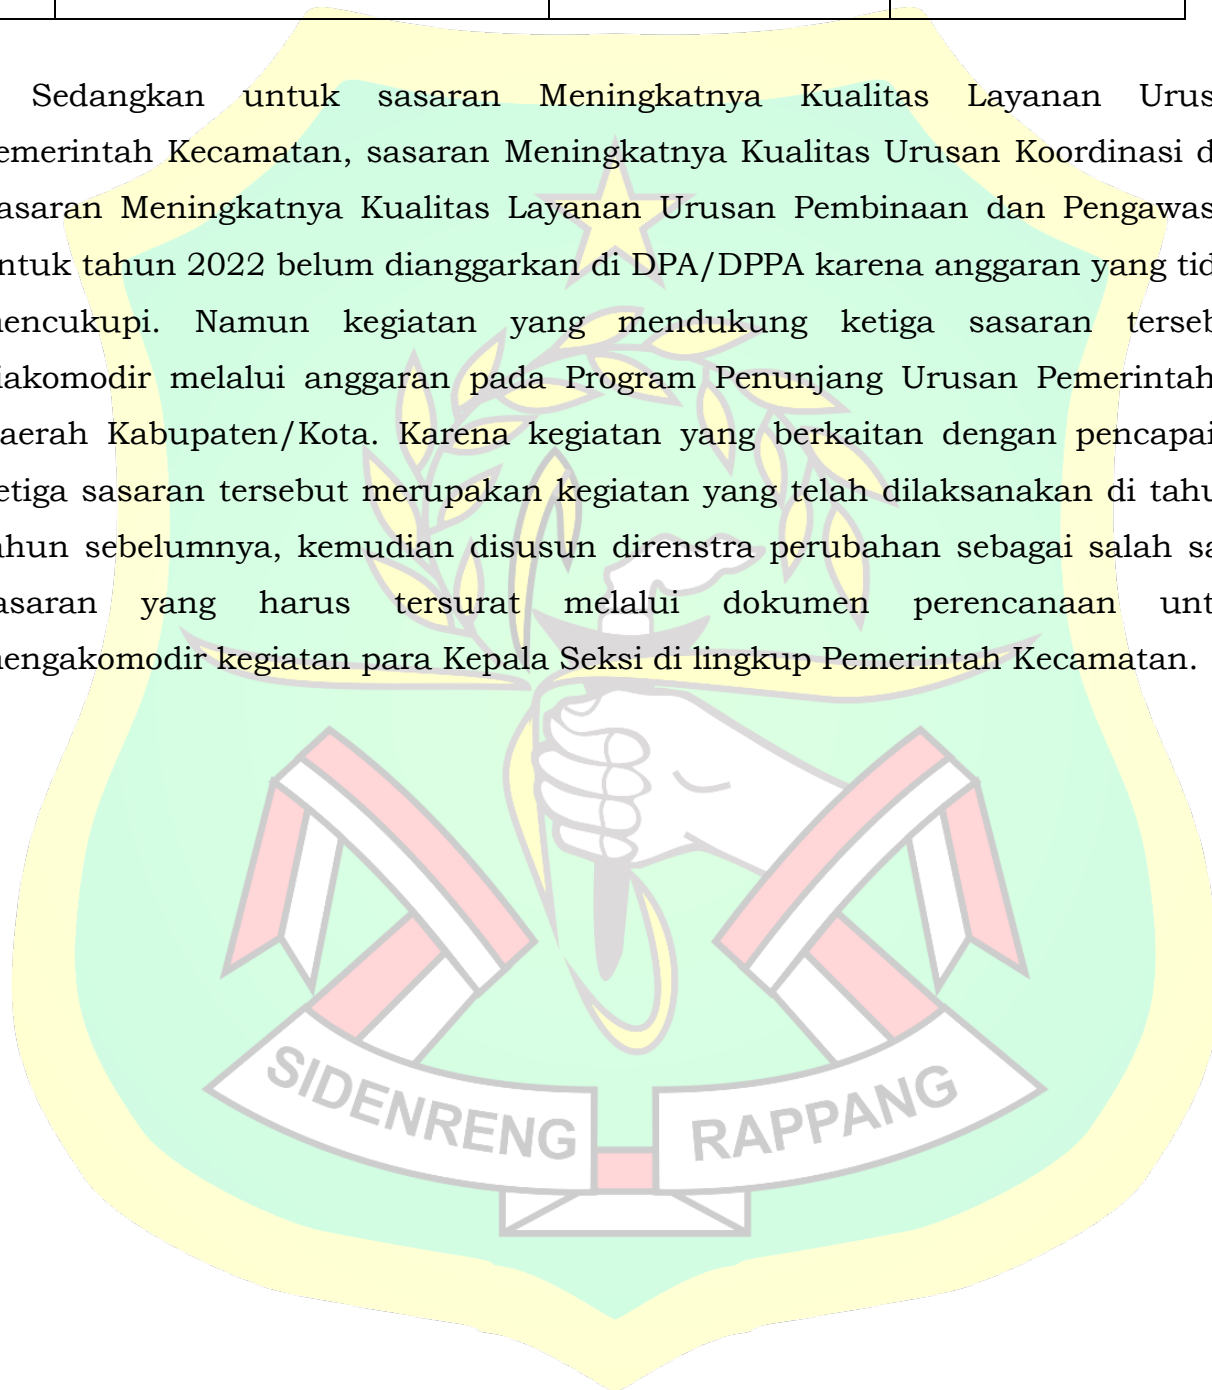 Sedangkan untuk sasaran Meningkatnya Kualitas Layanan Urus
emerintah Kecamatan, sasaran Meningkatnya Kualitas Urusan Koordinasi d
asaran Meningkatnya Kualitas Layanan Urusan Pembinaan dan Pengawas
ntuk tahun 2022 belum dianggarkan di DPA/DPPA karena anggaran yang tid
encukupi. Namun kegiatan yang mendukung ketiga sasaran terseb
iakomodir melalui anggaran pada Program Penunjang Urusan Pemerintah
aerah Kabupaten/Kota. Karena kegiatan yang berkaitan dengan pencapai
etiga sasaran tersebut merupakan kegiatan yang telah dilaksanakan di tahu
ahun sebelumnya, kemudian disusun direnstra perubahan sebagai salah sa
asaran yang harus tersurat melalui dokumen perencanaan unt
engakomodir kegiatan para Kepala Seksi di lingkup Pemerintah Kecamatan.
SIDENRENG RAPPANG